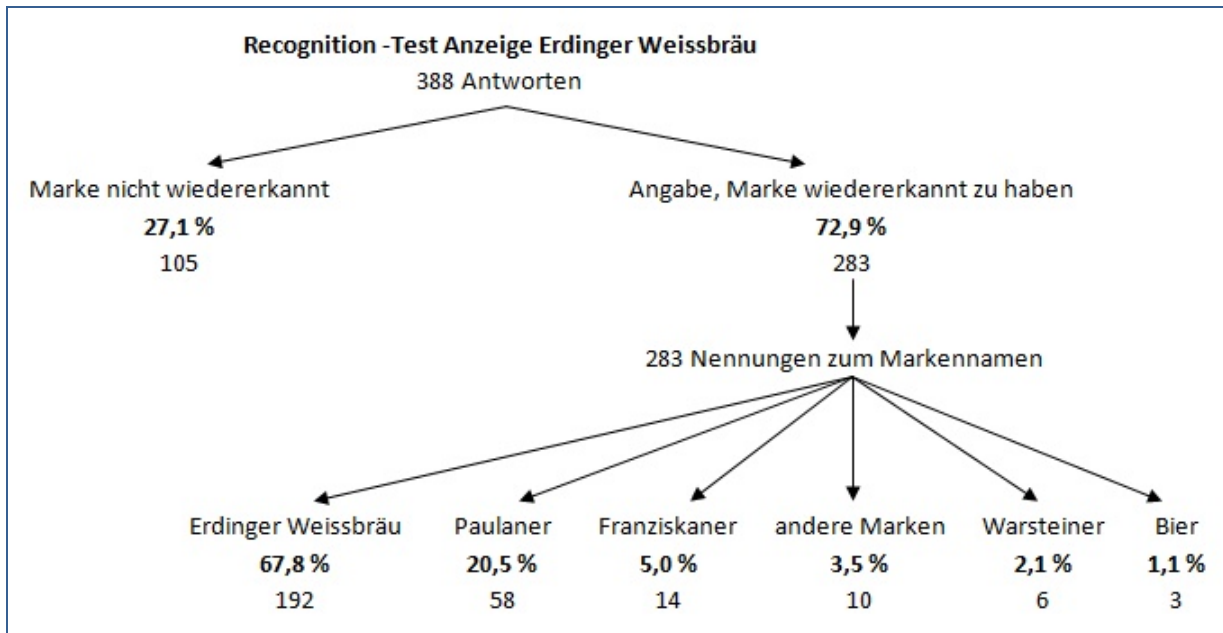 Recognition -Test Anzeige Erdinger Weissbräu
388 Antworten
Marke nicht wiedererkannt
27,1 %
105
Angabe, Marke wiedererkannt zu haben
72,9 %
283
283 Nennungen zum Markennamen
Erdinger Weissbräu
67,8 %
192
Paulaner
20,5 %
58
Franziskaner
5,0 %
14
andere Marken
3,5 %
10
Warsteiner
2,1 %
6
Bier
1,1 %
3